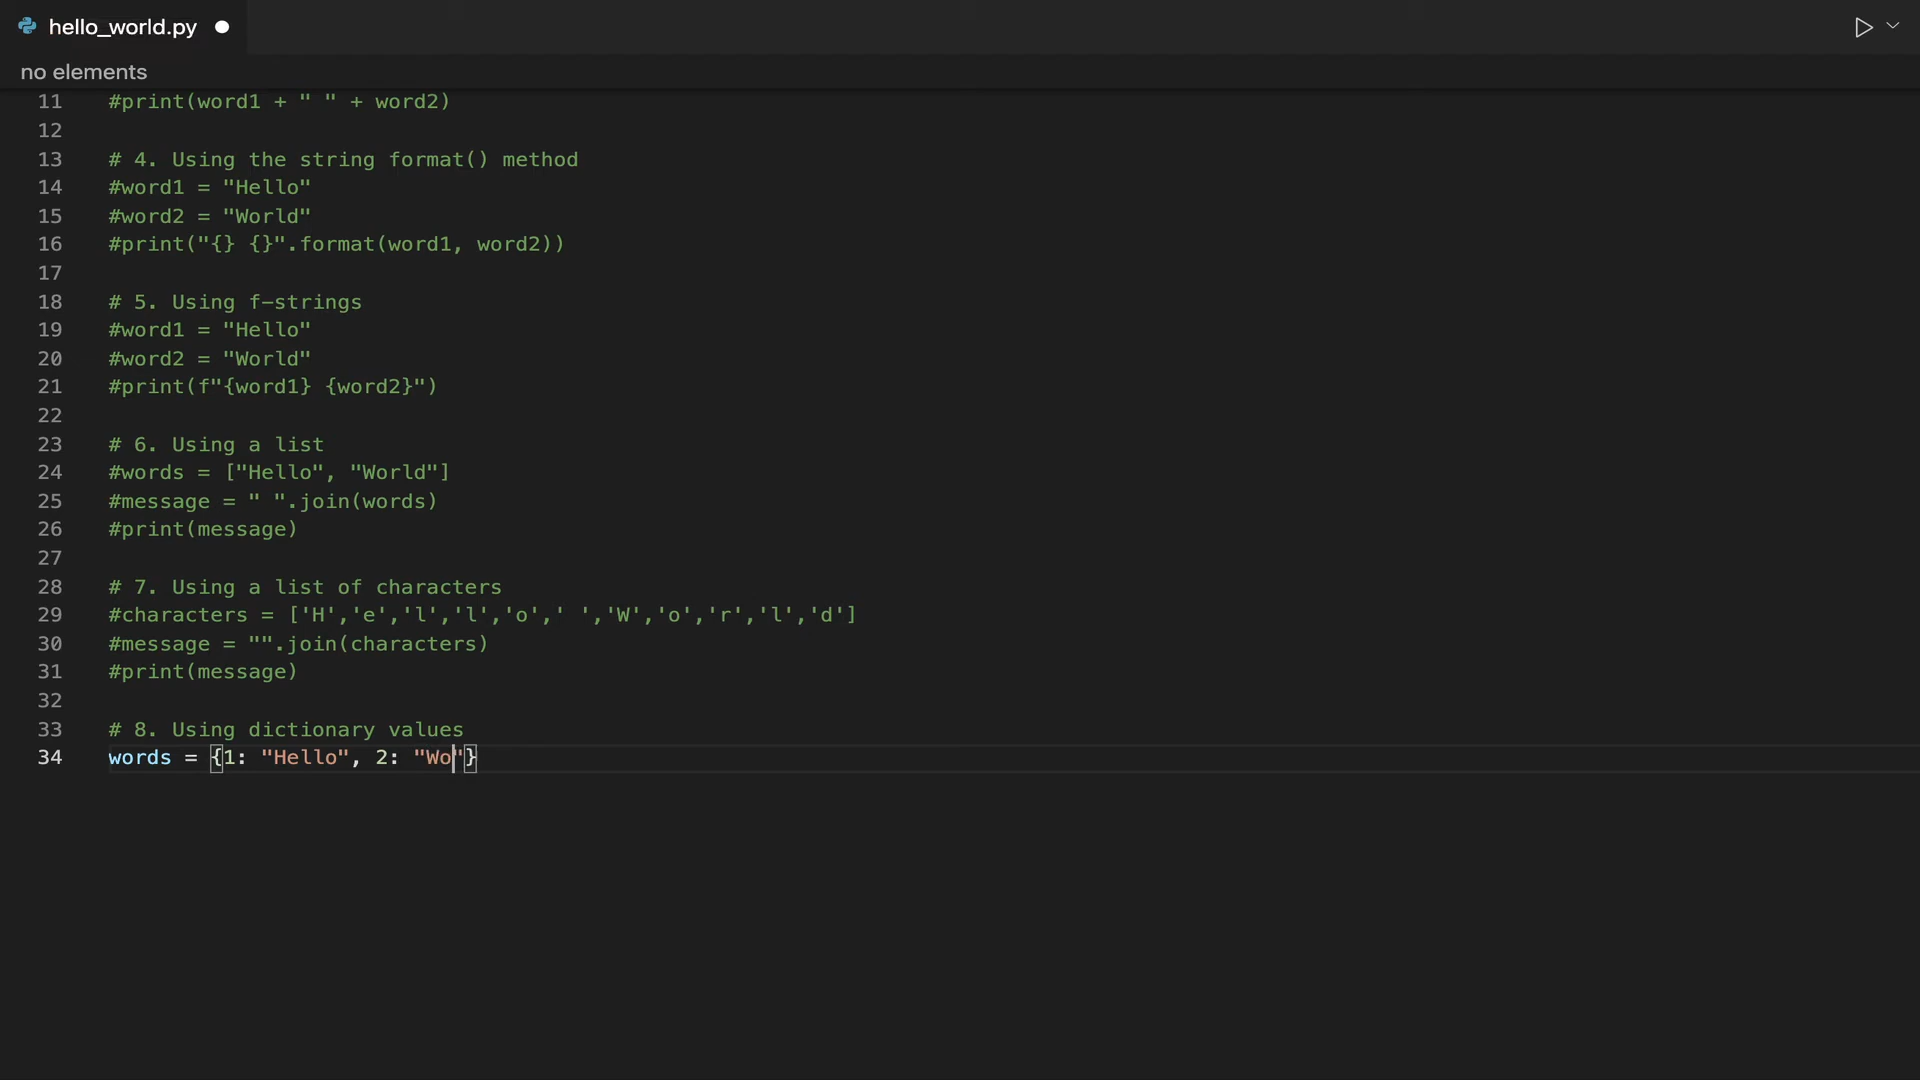 hello_world.py
no elements
11 #print(word1 + " " + word2)
12
13 # 4. Using the string format() method
14 #word1 = "Hello"
15 #word2 = "World"
16 #print("{} {}".format(word1, word2))
17
18 # 5. Using f-strings
19 #word1 = "Hello"
20 #word2 = "World"
21 #print(f"{word1} {word2}")
22
23 # 6. Using a list
24 #words = ["Hello", "World"]
25 #message = " ".join(words)
26 #print(message)
27
28 # 7. Using a list of characters
29 #characters = ['H','e','l','l','o',' ','W','o','r','l','d']
30 #message = "".join(characters)
31 #print(message)
32
33 # 8. Using dictionary values
34 words = {1: "Hello", 2: "Wo"}